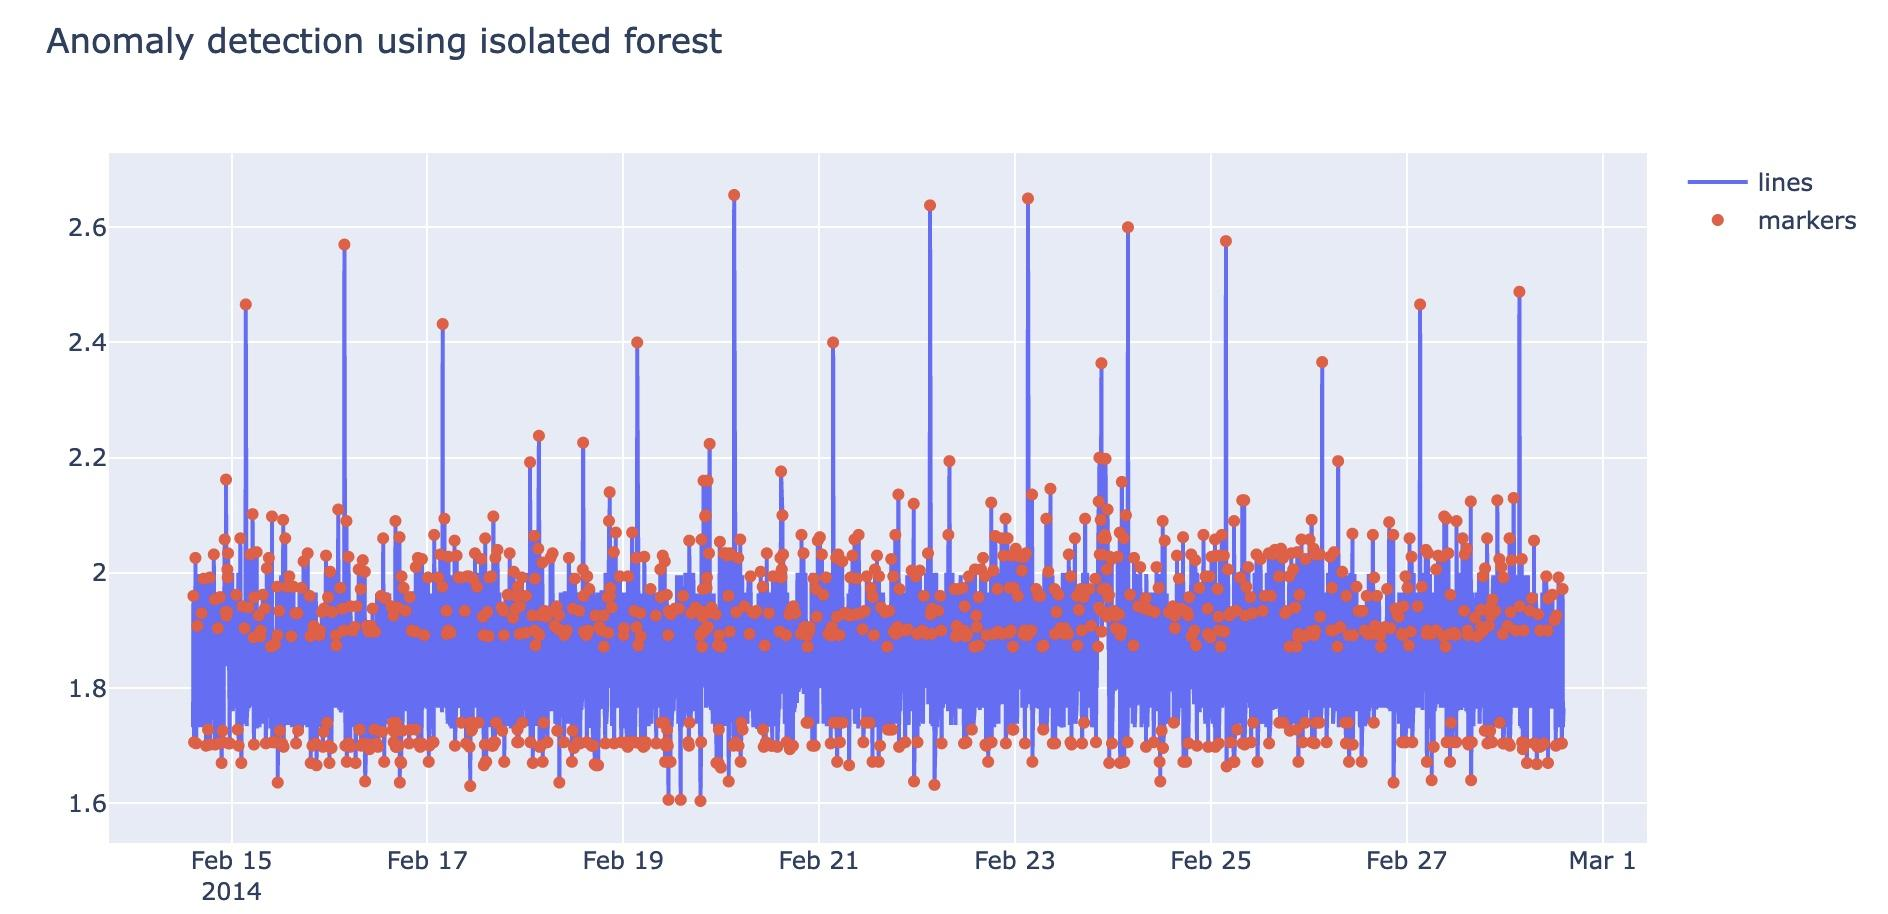 Anomaly detection using isolated forest
lines
markers
2.6
2.4
2.2
2
1.8
1.6
Feb 15
2014
Feb 17
Feb 19
Feb 21
Feb 23
Feb 25
Feb 27
Mar 1